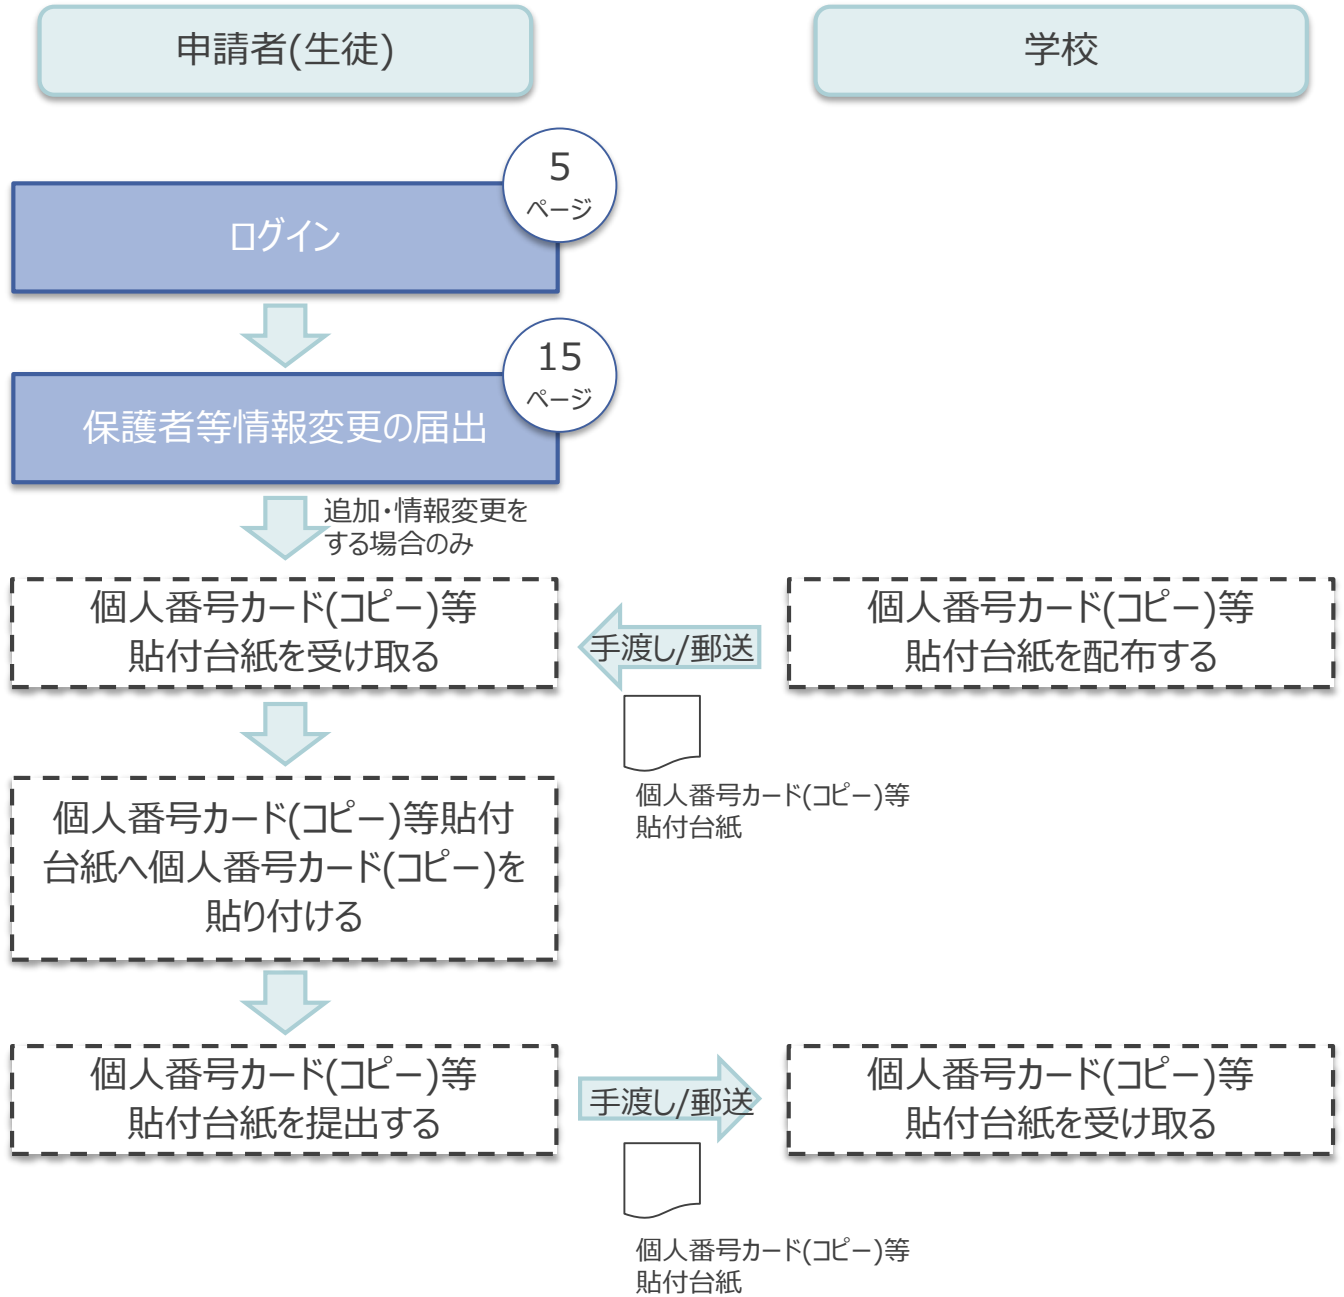 申請者(生徒)
学校
5
ページ
ログイン
15
ページ
保護者等情報変更の届出
追加・情報変更を
する場合のみ
個人番号カード(コピー)等
貼付台紙を受け取る
手渡し/郵送
個人番号カード(コピー)等
貼付台紙を配布する
個人番号カード(コピー)等
貼付台紙
個人番号カード(コピー)等貼付
台紙へ個人番号カード(コピー)を
貼り付ける
個人番号カード(コピー)等
貼付台紙を提出する
手渡し/郵送
個人番号カード(コピー)等
貼付台紙を受け取る
個人番号カード(コピー)等
貼付台紙